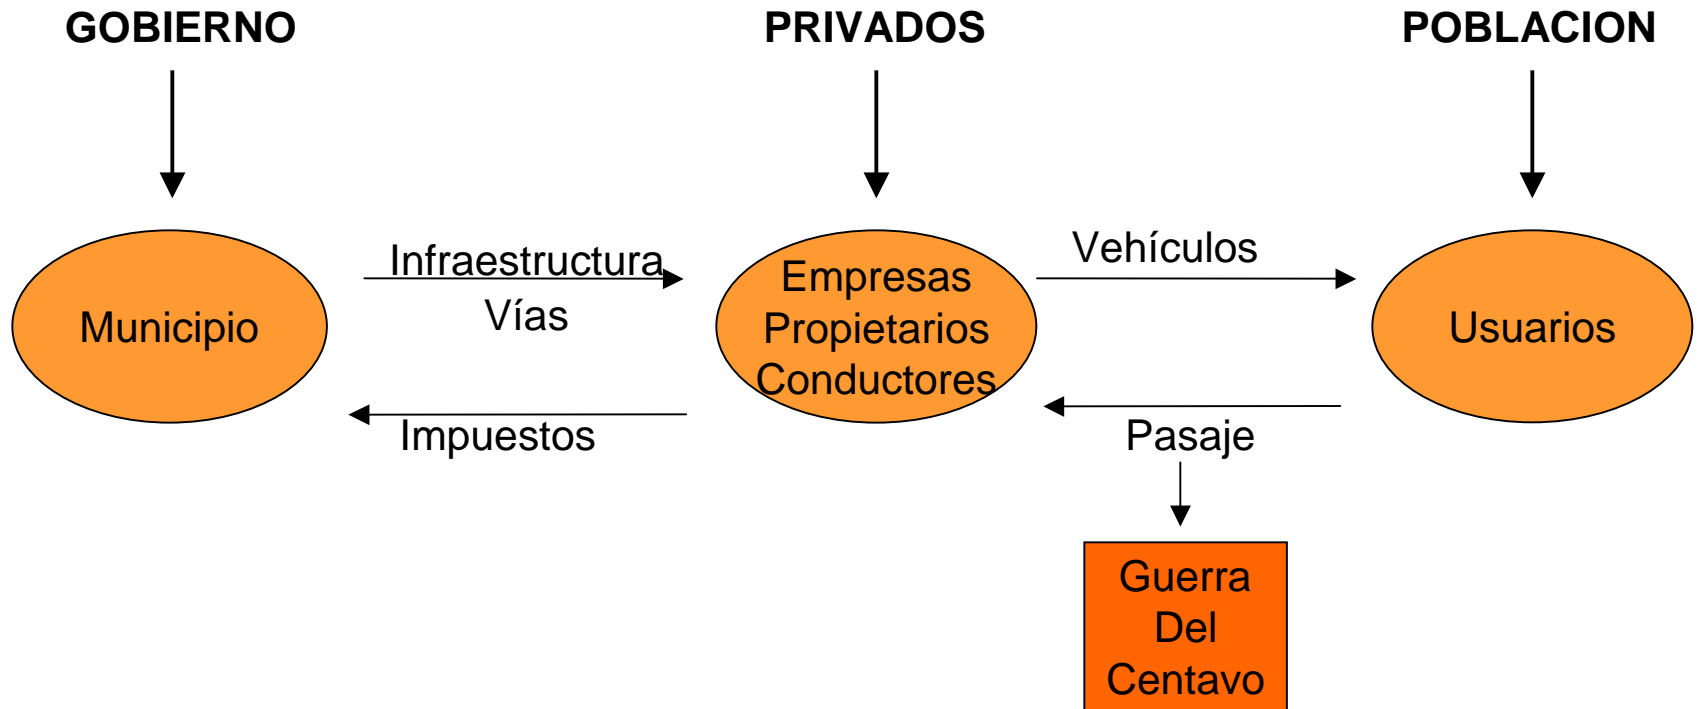 GOBIERNO
PRIVADOS
POBLACION
Infraestructura
Vías
Vehículos
Municipio
Empresas
Propietarios
Conductores
Usuarios
Impuestos
Pasaje
Guerra
Del
Centavo